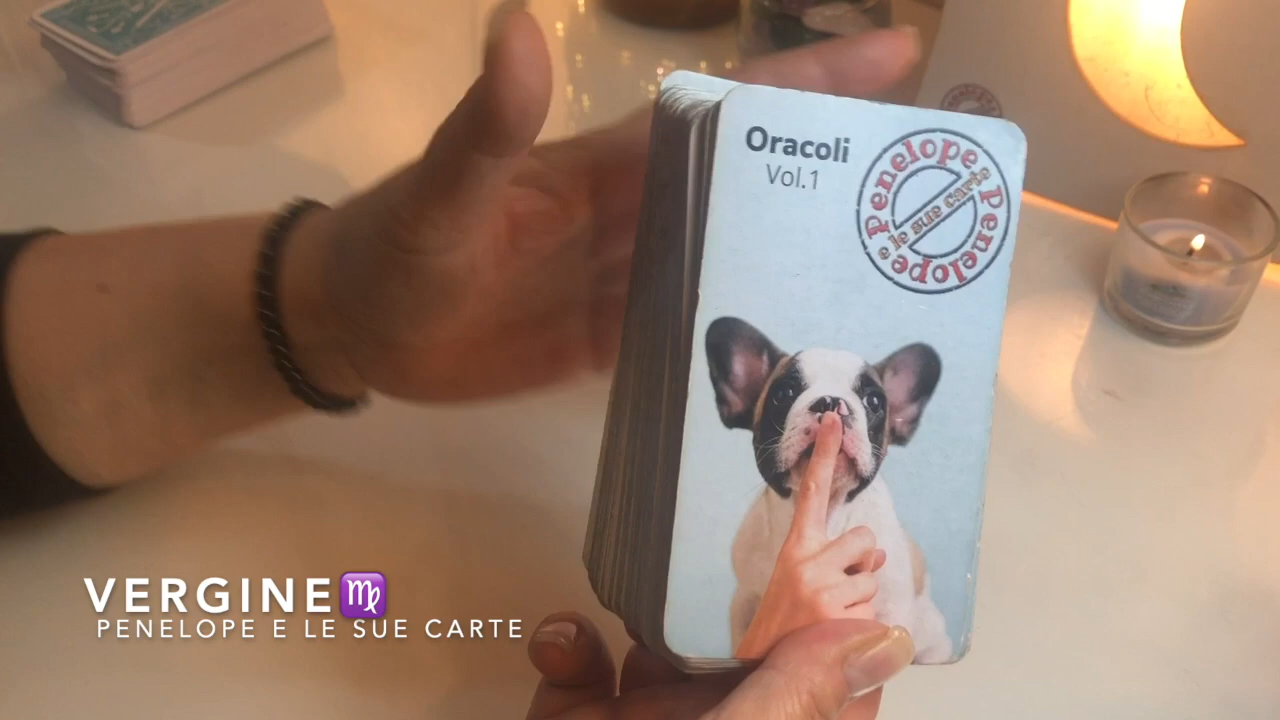 Oracoli
Vol.1
Penelope
e le sue carte
Penelope
VERGINE♍
PENELOPE E LE SUE CARTE